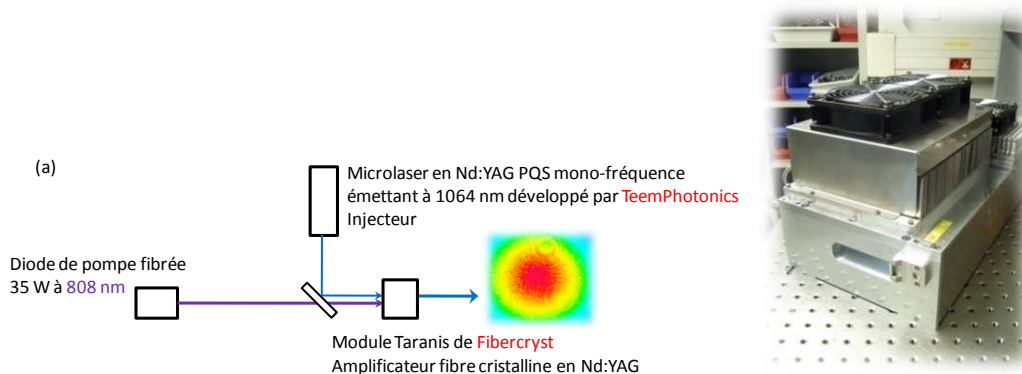 (a)
Microlaser en Nd:YAG PQS mono-fréquence
émettant à 1064 nm développé par TeemPhotonics
Injecteur
Diode de pompe fibrée
35 W à 808 nm
Module Taranis de Fibercryst
Amplificateur fibre cristalline en Nd:YAG